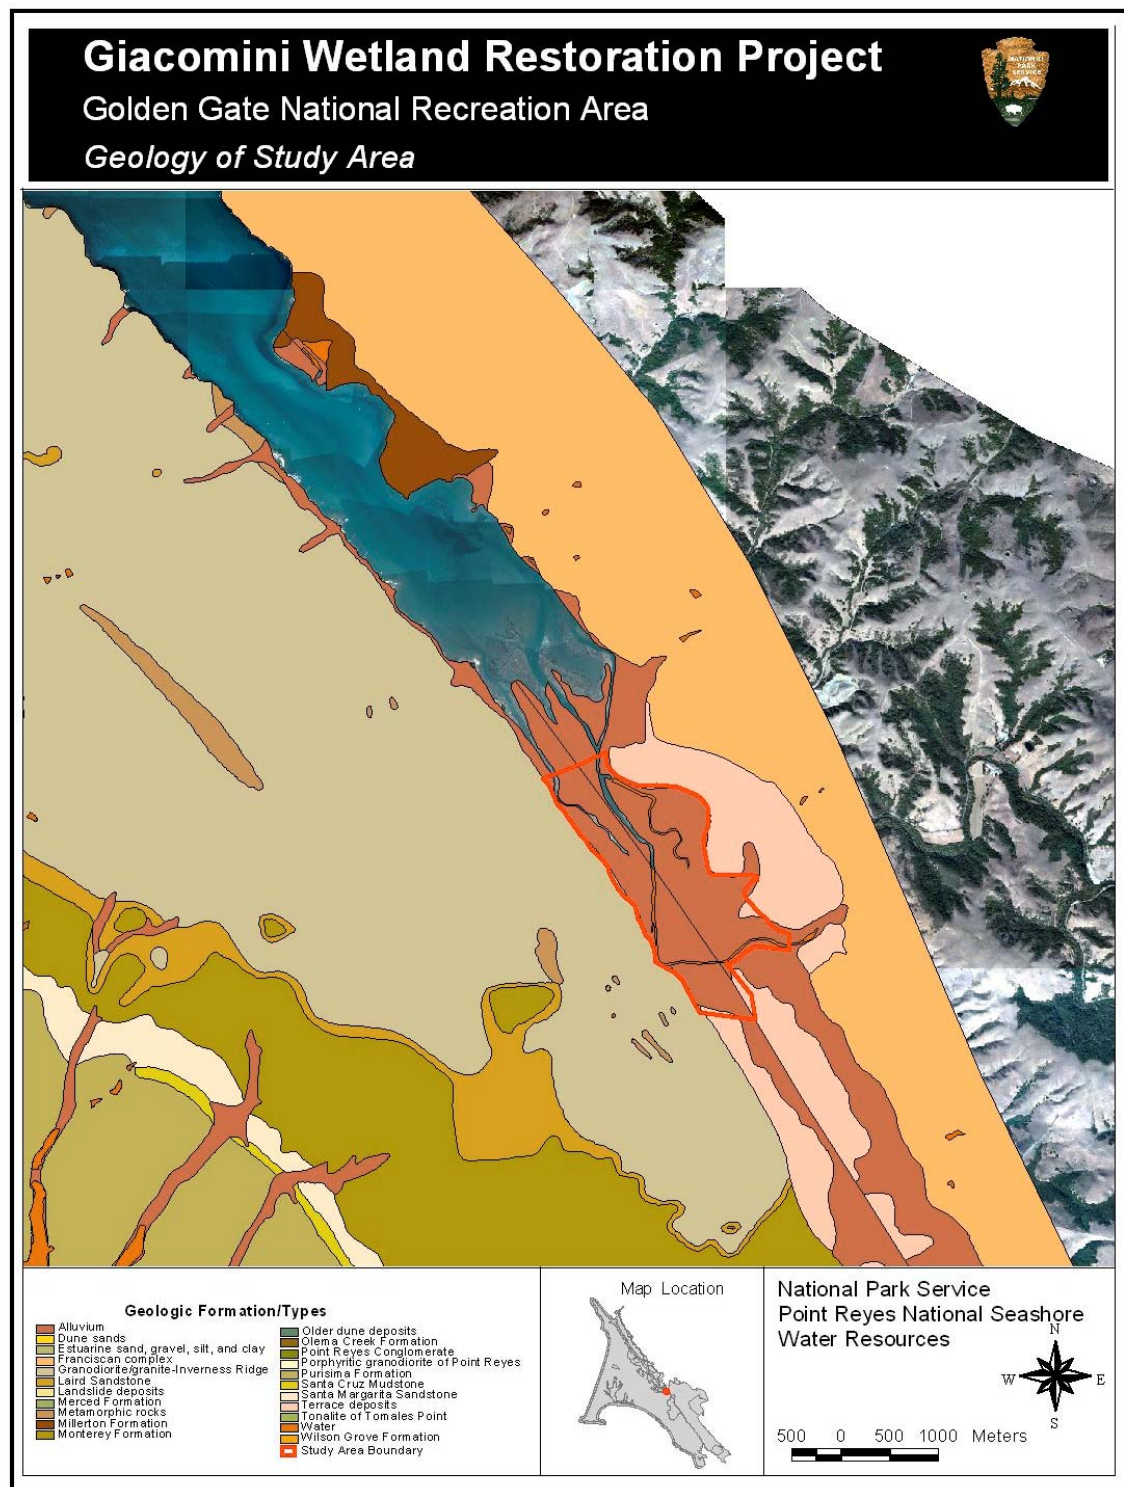 Giacomini Wetland Restoration Project
Golden Gate National Recreation Area
Geology of Study Area
NATIONAL
PARK
SERVICE
Geologic Formation/Types
Alluvium
Dune sands
Estuarine sand, gravel, silt, and clay
Franciscan complex
Granodiorite/granite-Inverness Ridge
Laird Sandstone
Landslide deposits
Merced Formation
Metamorphic rocks
Millerton Formation
Monterey Formation
Older dune deposits
Olema Creek Formation
Point Reyes Conglomerate
Porphyritic granodiorite of Point Reyes
Purisima Formation
Santa Cruz Mudstone
Santa Margarita Sandstone
Terrace deposits
Tonalite of Tomales Point
Water
Wilson Grove Formation
Study Area Boundary
Map Location
National Park Service
Point Reyes National Seashore
Water Resources
N
W E
S
500 0 500 1000 Meters